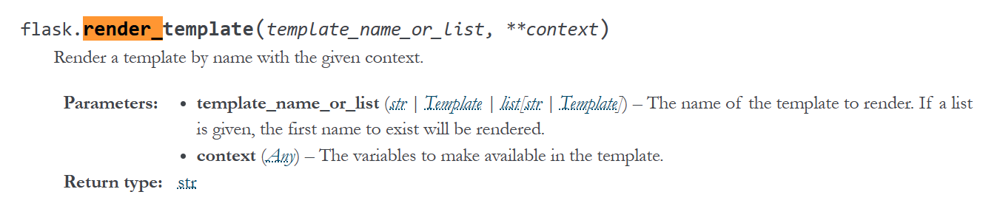 flask.render_template(template_name_or_list, **context)
Render a template by name with the given context.
Parameters: • template_name_or_list (str | Template | list[str | Template]) – The name of the template to render. If a list
is given, the first name to exist will be rendered.
• context (Any) – The variables to make available in the template.
Return type: str